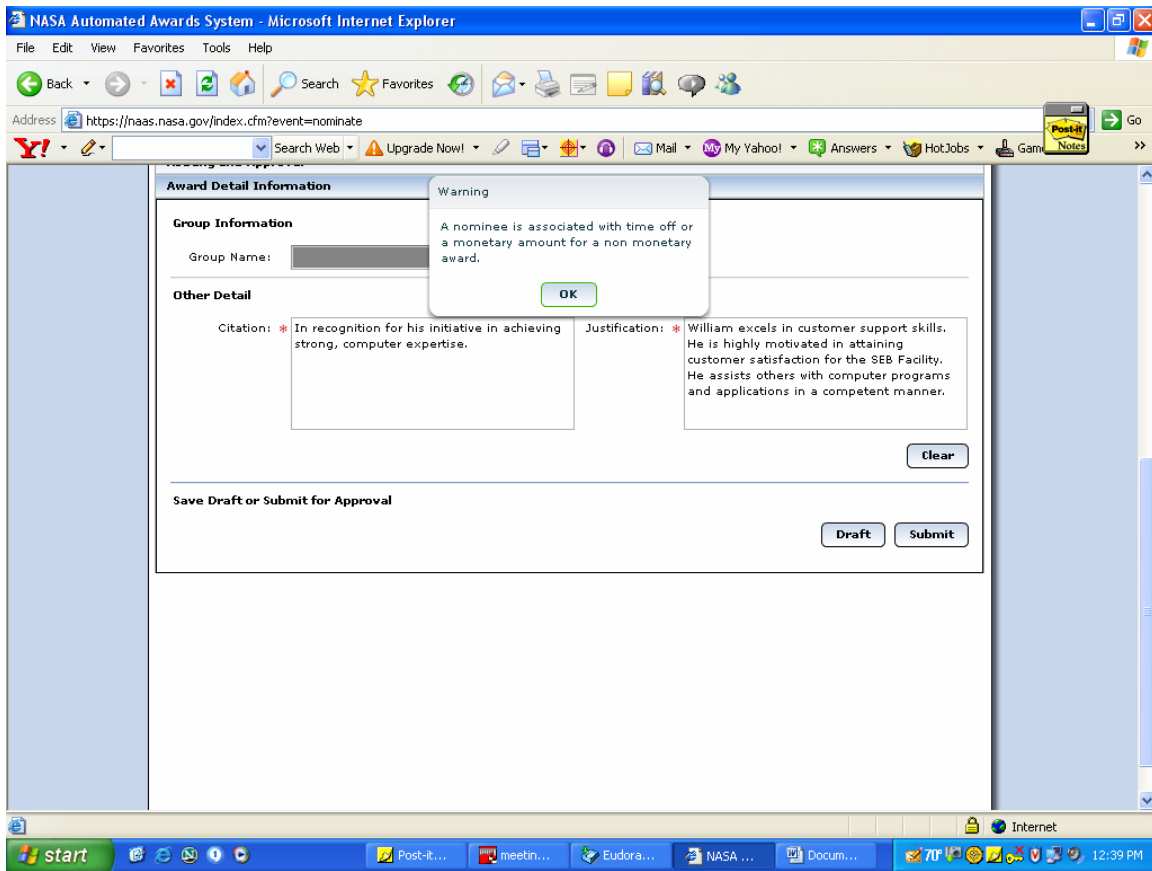 NASA Automated Awards System - Microsoft Internet Explorer
File Edit View Favorites Tools Help
Back Search Favorites
Address https://naas.nasa.gov/index.cfm?event=nominate Go
Post-it
Notes
Y! Search Web Upgrade Now! Mail My Yahoo! Answers HotJobs Gam
Award Detail Information
Warning
A nominee is associated with time off or
a monetary amount for a non monetary
award.
OK
Group Information
Group Name:
Other Detail
Citation: * In recognition for his initiative in achieving
strong, computer expertise.
Justification: * William excels in customer support skills.
He is highly motivated in attaining
customer satisfaction for the SEB Facility.
He assists others with computer programs
and applications in a competent manner.
Clear
Save Draft or Submit for Approval
Draft Submit
Internet
start Post-it... meetin... Eudora... NASA ... Docum... 70° 12:39 PM